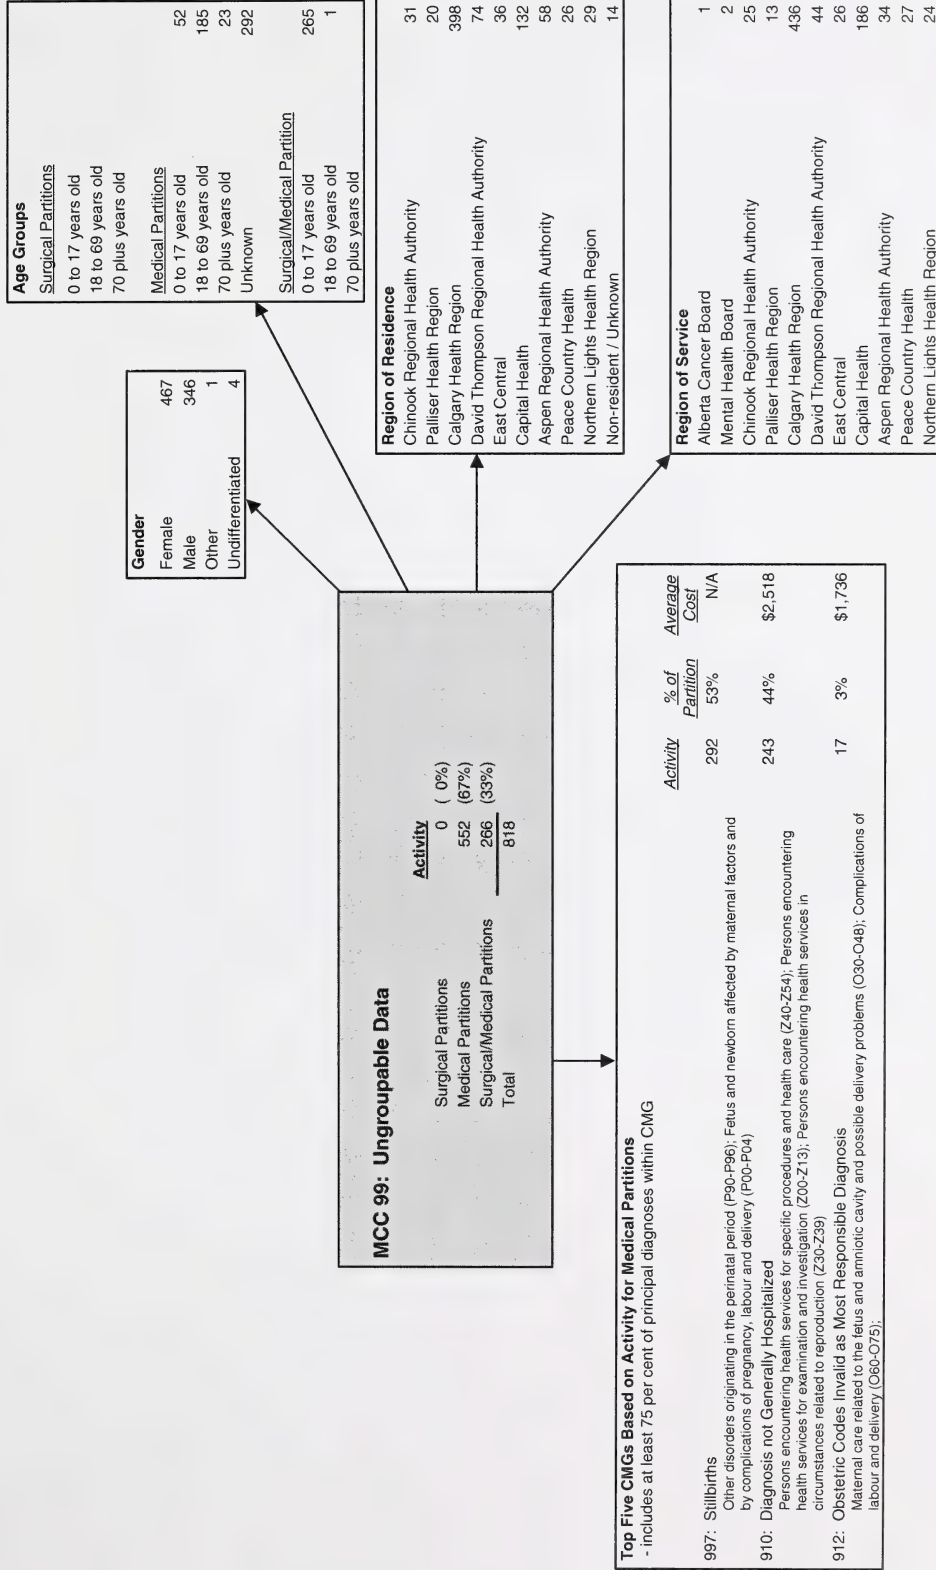 MCC 99: Ungroupable Data
Activity
Surgical Partitions 0 ( 0%)
Medical Partitions 552 (67%)
Surgical/Medical Partitions 266 (33%)
Total 818
Gender
Female 467
Male 346
Other 1
Undifferentiated 4
Age Groups
Surgical Partitions
0 to 17 years old
18 to 69 years old
70 plus years old
Medical Partitions
0 to 17 years old 52
18 to 69 years old 185
70 plus years old 23
Unknown 292
Surgical/Medical Partition
0 to 17 years old 265
18 to 69 years old 1
70 plus years old
Region of Residence
Chinook Regional Health Authority 31
Palliser Health Region 20
Calgary Health Region 398
David Thompson Regional Health Authority 74
East Central 36
Capital Health 132
Aspen Regional Health Authority 58
Peace Country Health 26
Northern Lights Health Region 29
Non-resident / Unknown 14
Region of Service
Alberta Cancer Board 1
Mental Health Board 2
Chinook Regional Health Authority 25
Palliser Health Region 13
Calgary Health Region 436
David Thompson Regional Health Authority 44
East Central 26
Capital Health 186
Aspen Regional Health Authority 34
Peace Country Health 27
Northern Lights Health Region 24
Top Five CMGs Based on Activity for Medical Partitions
- includes at least 75 per cent of principal diagnoses within CMG
Activity % of Partition Average Cost
997: Stillbirths 292 53% N/A
Other disorders originating in the perinatal period (P90-P96); Fetus and newborn affected by maternal factors and
by complications of pregnancy, labour and delivery (P00-P04)
910: Diagnosis not Generally Hospitalized 243 44% $2,518
Persons encountering health services for specific procedures and health care (Z40-Z54); Persons encountering
health services for examination and investigation (Z00-Z13); Persons encountering health services in
circumstances related to reproduction (Z30-Z39)
912: Obstetric Codes Invalid as Most Responsible Diagnosis 17 3% $1,736
Maternal care related to the fetus and amniotic cavity and possible delivery problems (O30-O48); Complications of
labour and delivery (O60-O75);